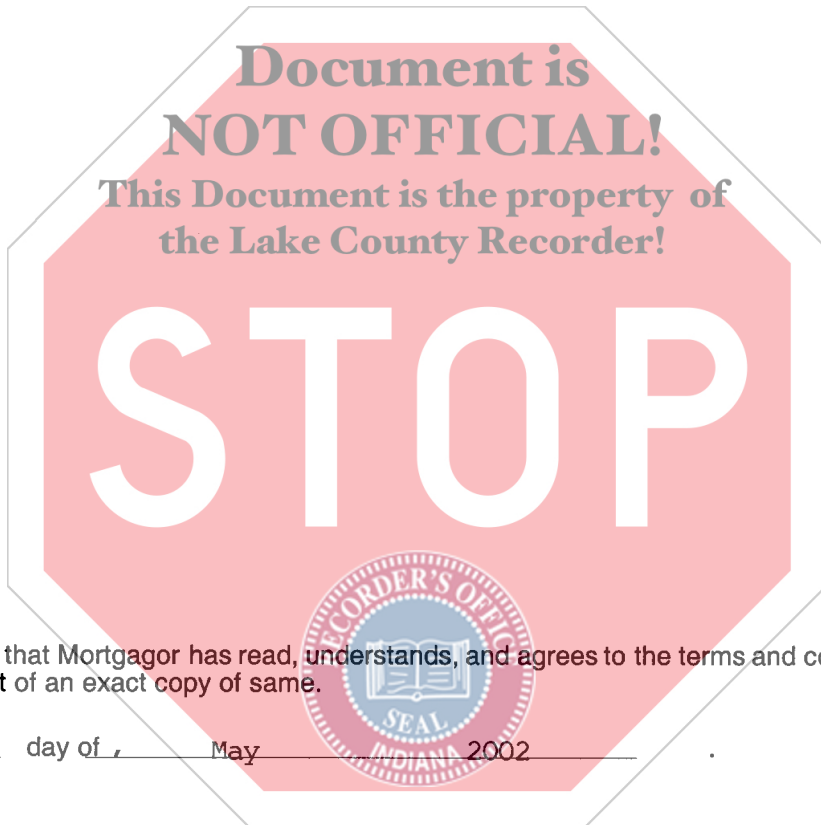 Document is
NOT OFFICIAL!
This Document is the property of
the Lake County Recorder!
STOP
RECORDER'S OFFIC
that Mortgagor has read, understands, and agrees to the terms and co
t of an exact copy of same.
SEAL
INDIANA
day of , May 2002 .